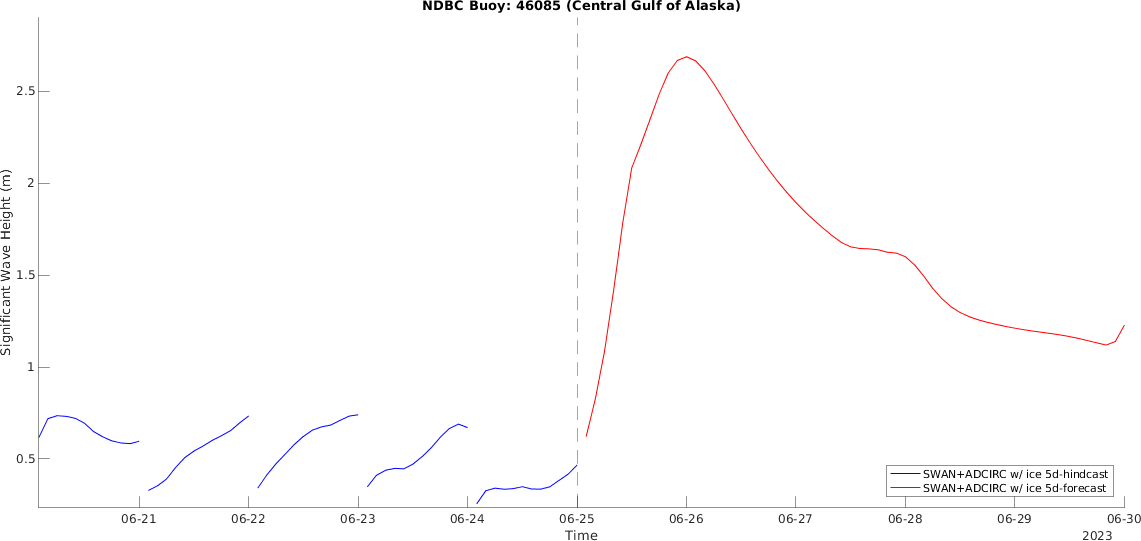 NDBC Buoy: 46085 (Central Gulf of Alaska)
Significant Wave Height (m)
2.5
2
1.5
1
0.5
SWAN+ADCIRC w/ ice 5d-hindcast
SWAN+ADCIRC w/ ice 5d-forecast
06-21 06-22 06-23 06-24 06-25 06-26 06-27 06-28 06-29 06-30
Time
2023